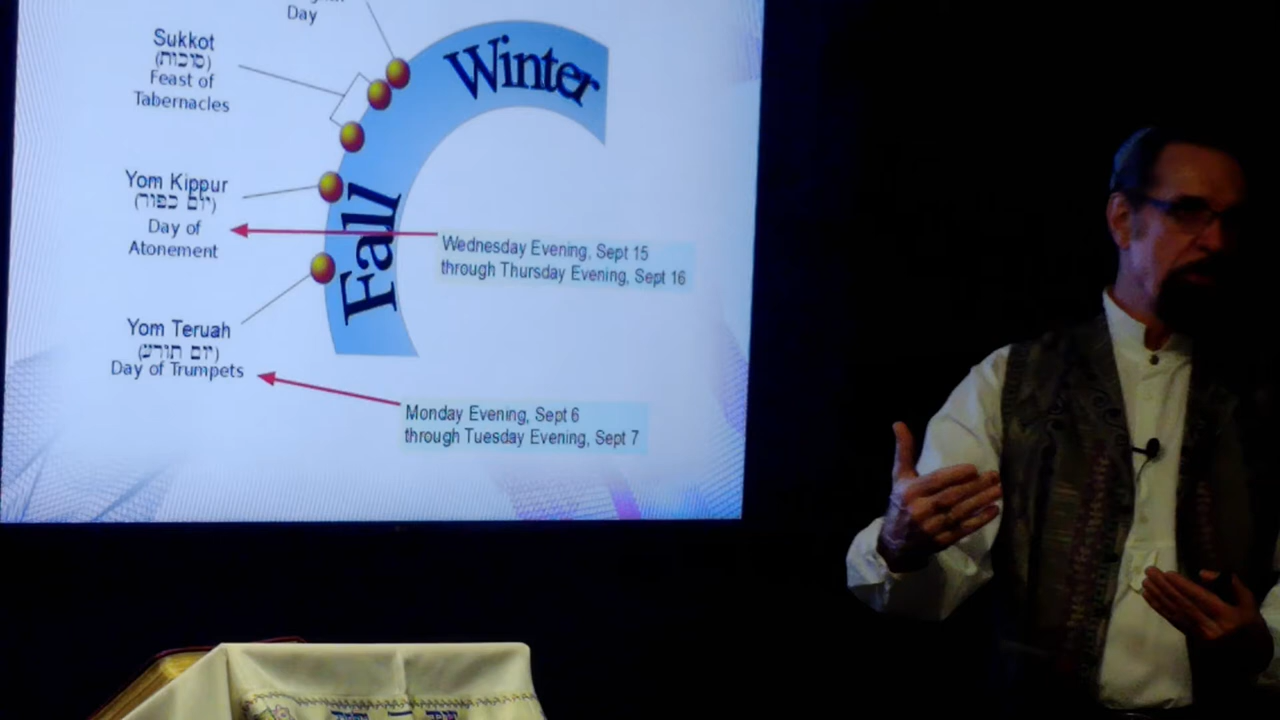 Day
Sukkot
(סוכות)
Feast of
Tabernacles
Winter
Yom Kippur
(יום כפור)
Day of
Atonement
Fall
Wednesday Evening, Sept 15
through Thursday Evening, Sept 16
Yom Teruah
(יום תורע)
Day of Trumpets
Monday Evening, Sept 6
through Tuesday Evening, Sept 7